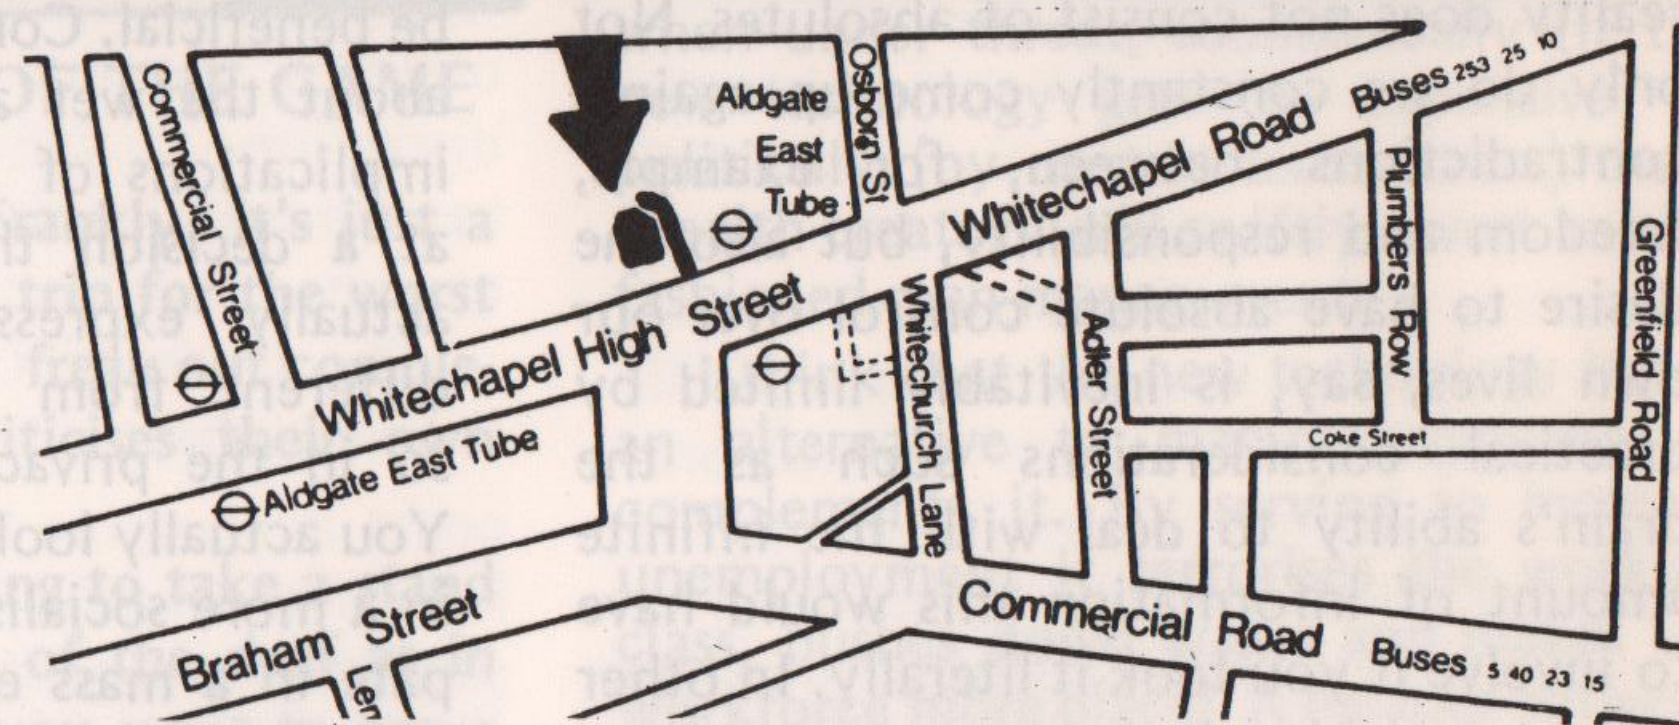 Commercial Street
Aldgate
East
Tube
Osborn St
Whitechapel Road
Buses 253 25 10
Plumbers Row
Greenfield Road
Whitechapel High Street
Whitechurch Lane
Adler Street
Coke Street
Aldgate East Tube
Braham Street
Lem
Commercial Road
Buses 5 40 23 15